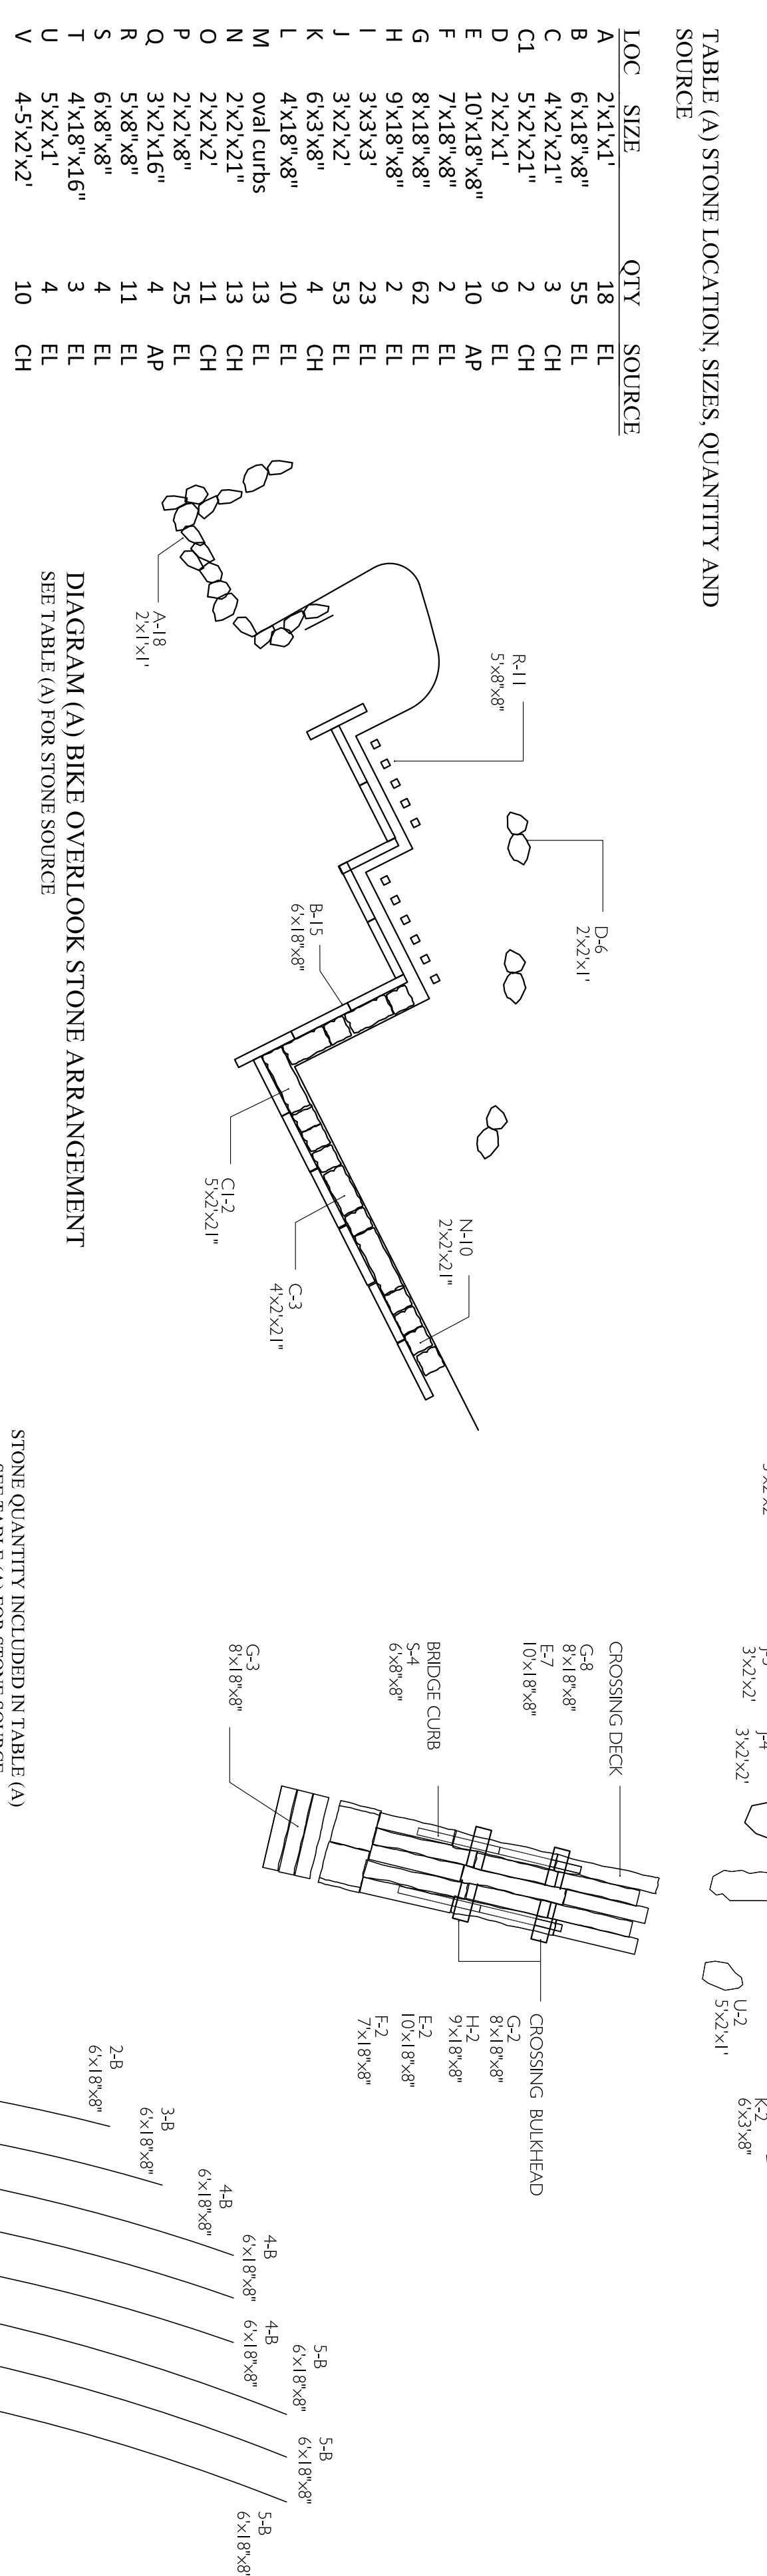 TABLE (A) STONE LOCATION, SIZES, QUANTITY AND
SOURCE
LOC SIZE QTY SOURCE
A 2'x1'x1' 18 EL
B 6'x18"x8" 55 EL
C 4'x2'x21" 3 CH
C1 5'x2'x21" 2 CH
D 2'x2'x1' 9 EL
E 10'x18"x8" 10 AP
F 7'x18"x8" 2 EL
G 8'x18"x8" 62 EL
H 9'x18"x8" 2 EL
I 3'x3'x3' 23 EL
J 3'x2'x2' 53 EL
K 6'x3'x8" 4 CH
L 4'x18"x8" 10 EL
M oval curbs 13 EL
N 2'x2'x21" 13 CH
O 2'x2'x2' 11 CH
P 2'x2'x8" 25 EL
Q 3'x2'x16" 4 AP
R 5'x8"x8" 11 EL
S 6'x8"x8" 4 EL
T 4'x18"x16" 3 EL
U 5'x2'x1' 4 EL
V 4-5'x2'x2' 10 CH
R-11
5'x8"x8"
D-6
2'x2'x1'
A-18
2'x1'x1'
B-15
6'x18"x8"
C1-2
5'x2'x21"
C-3
4'x2'x21"
N-10
2'x2'x21"
DIAGRAM (A) BIKE OVERLOOK STONE ARRANGEMENT
SEE TABLE (A) FOR STONE SOURCE
3'x2'x2'
J-4
3'x2'x2'
CROSSING DECK
G-8
8'x18"x8"
E-7
10'x18"x8"
BRIDGE CURB
S-4
6'x8"x8"
G-3
8'x18"x8"
U-2
5'x2'x1'
K-2
6'x3'x8"
CROSSING BULKHEAD
G-2
8'x18"x8"
H-2
9'x18"x8"
E-2
10'x18"x8"
F-2
7'x18"x8"
STONE QUANTITY INCLUDED IN TABLE (A)
2-B
6'x18"x8"
3-B
6'x18"x8"
4-B
6'x18"x8"
4-B
6'x18"x8"
4-B
6'x18"x8"
5-B
6'x18"x8"
5-B
6'x18"x8"
5-B
6'x18"x8"